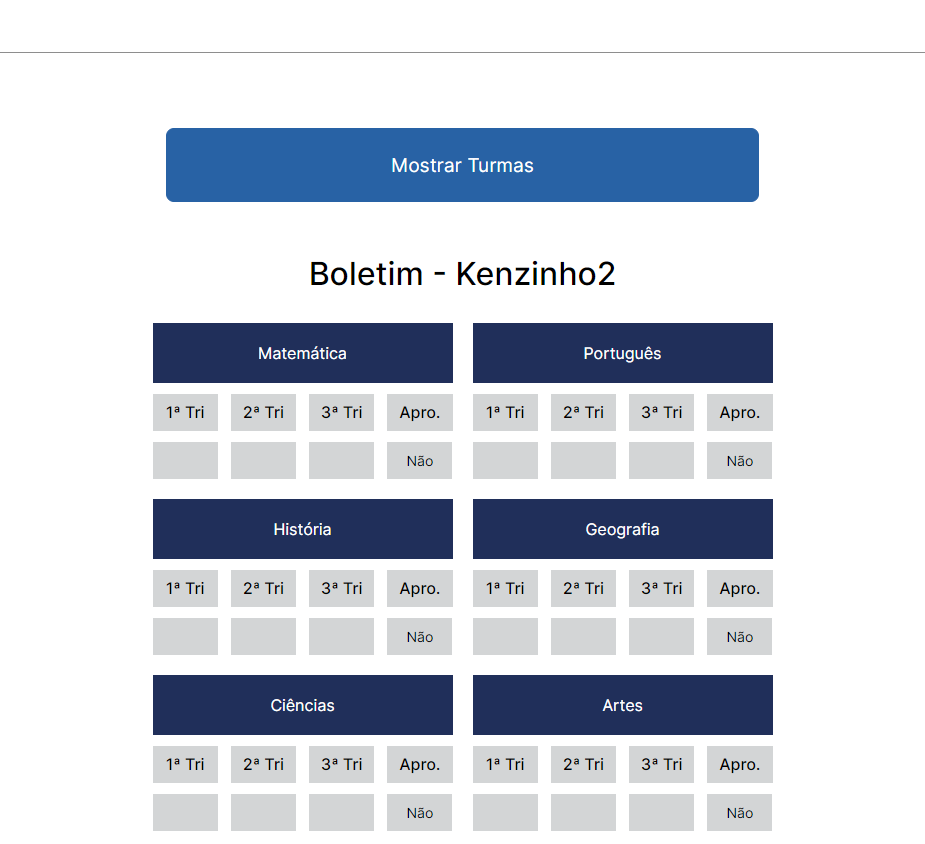 Mostrar Turmas
Boletim - Kenzinho2
Matemática
Português
1ª Tri 2ª Tri 3ª Tri Apro.
1ª Tri 2ª Tri 3ª Tri Apro.
Não
Não
História
Geografia
1ª Tri 2ª Tri 3ª Tri Apro.
1ª Tri 2ª Tri 3ª Tri Apro.
Não
Não
Ciências
Artes
1ª Tri 2ª Tri 3ª Tri Apro.
1ª Tri 2ª Tri 3ª Tri Apro.
Não
Não